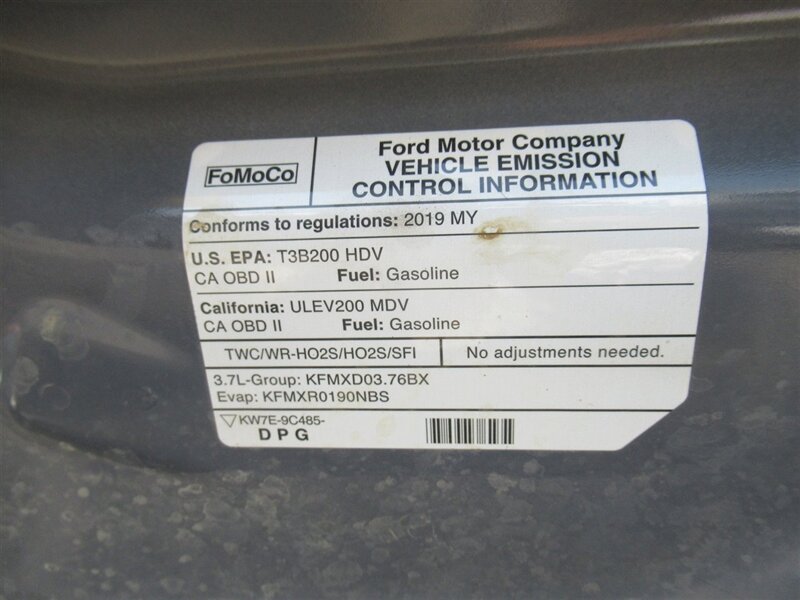 FoMoCo
Ford Motor Company
VEHICLE EMISSION
CONTROL INFORMATION
Conforms to regulations: 2019 MY
U.S. EPA: T3B200 HDV
CA OBD II Fuel: Gasoline
California: ULEV200 MDV
CA OBD II Fuel: Gasoline
TWC/WR-HO2S/HO2S/SFI No adjustments needed.
3.7L-Group: KFMXD03.76BX
Evap: KFMXR0190NBS
KW7E-9C485-
D P G